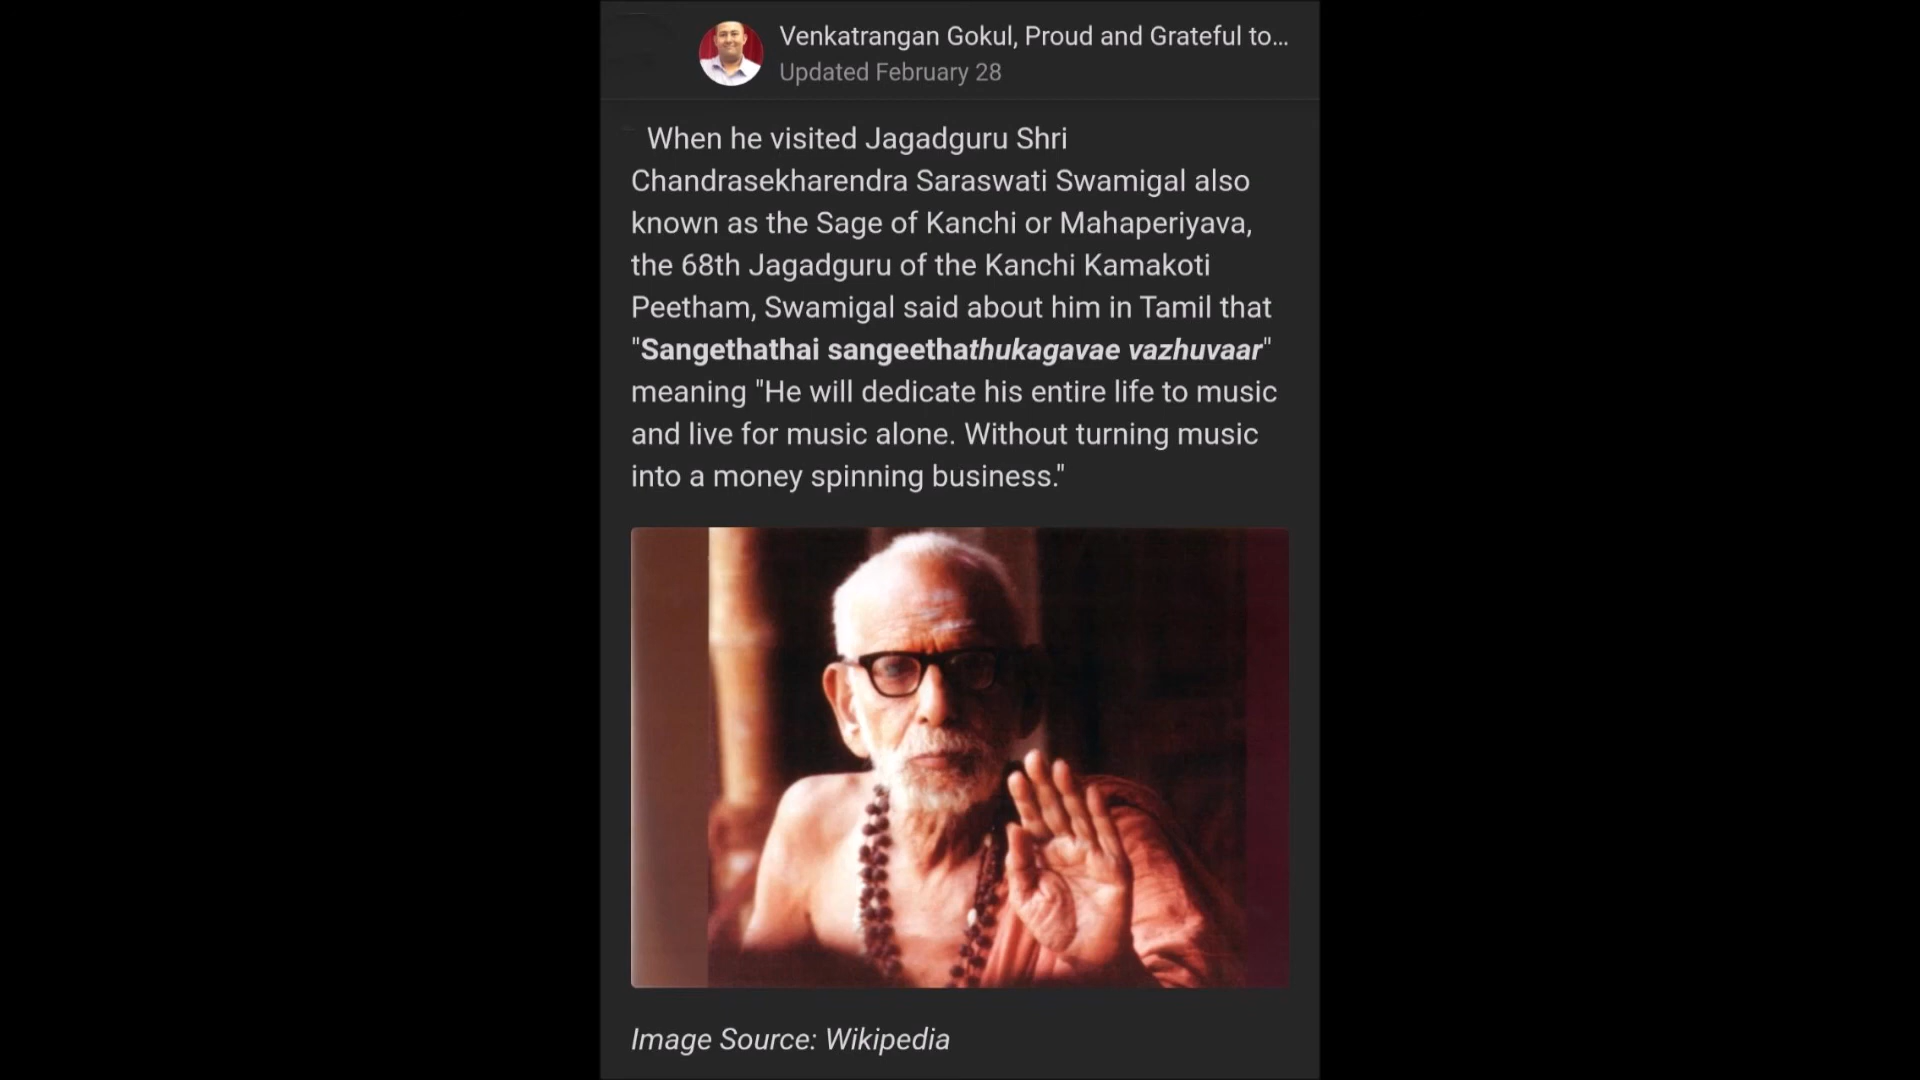 Venkatrangan Gokul, Proud and Grateful to...
Updated February 28
When he visited Jagadguru Shri
Chandrasekharendra Saraswati Swamigal also
known as the Sage of Kanchi or Mahaperiyava,
the 68th Jagadguru of the Kanchi Kamakoti
Peetham, Swamigal said about him in Tamil that
"Sangethathai sangeethathukagavae vazhuvaar"
meaning "He will dedicate his entire life to music
and live for music alone. Without turning music
into a money spinning business."
Image Source: Wikipedia